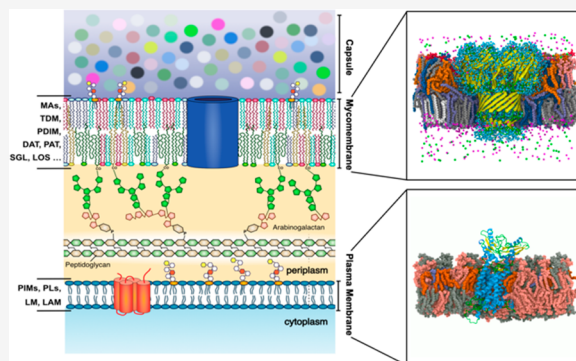 Capsule
MAs,
TDM,
PDIM,
DAT, PAT,
SGL, LOS ...
Mycomembrane
Arabinogalactan
Peptidoglycan
periplasm
PIMs, PLs,
LM, LAM
Plasma Membrane
cytoplasm